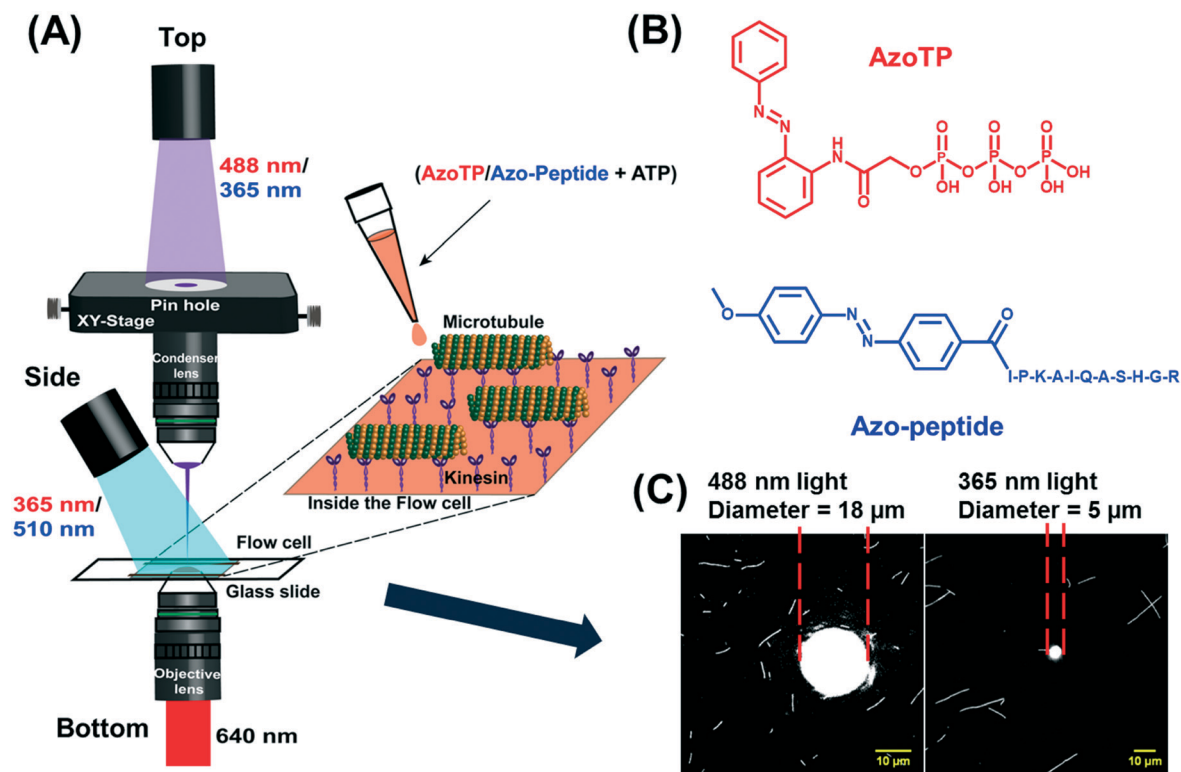 (A)
Top
488 nm/
365 nm
(AzoTP/Azo-Peptide + ATP)
Pin hole
XY-Stage
Condenser
lens
Microtubule
Side
Kinesin
Inside the Flow cell
365 nm/
510 nm
Flow cell
Glass slide
Objective
lens
Bottom
640 nm
(B)
AzoTP
N
N
H
N
O
O
O
O
O
P
O
P
O
P
OH
OH
OH
OH
O
N
N
O
I-P-K-A-I-Q-A-S-H-G-R
Azo-peptide
(C)
488 nm light
Diameter = 18 µm
365 nm light
Diameter = 5 µm
10 µm
10 µm